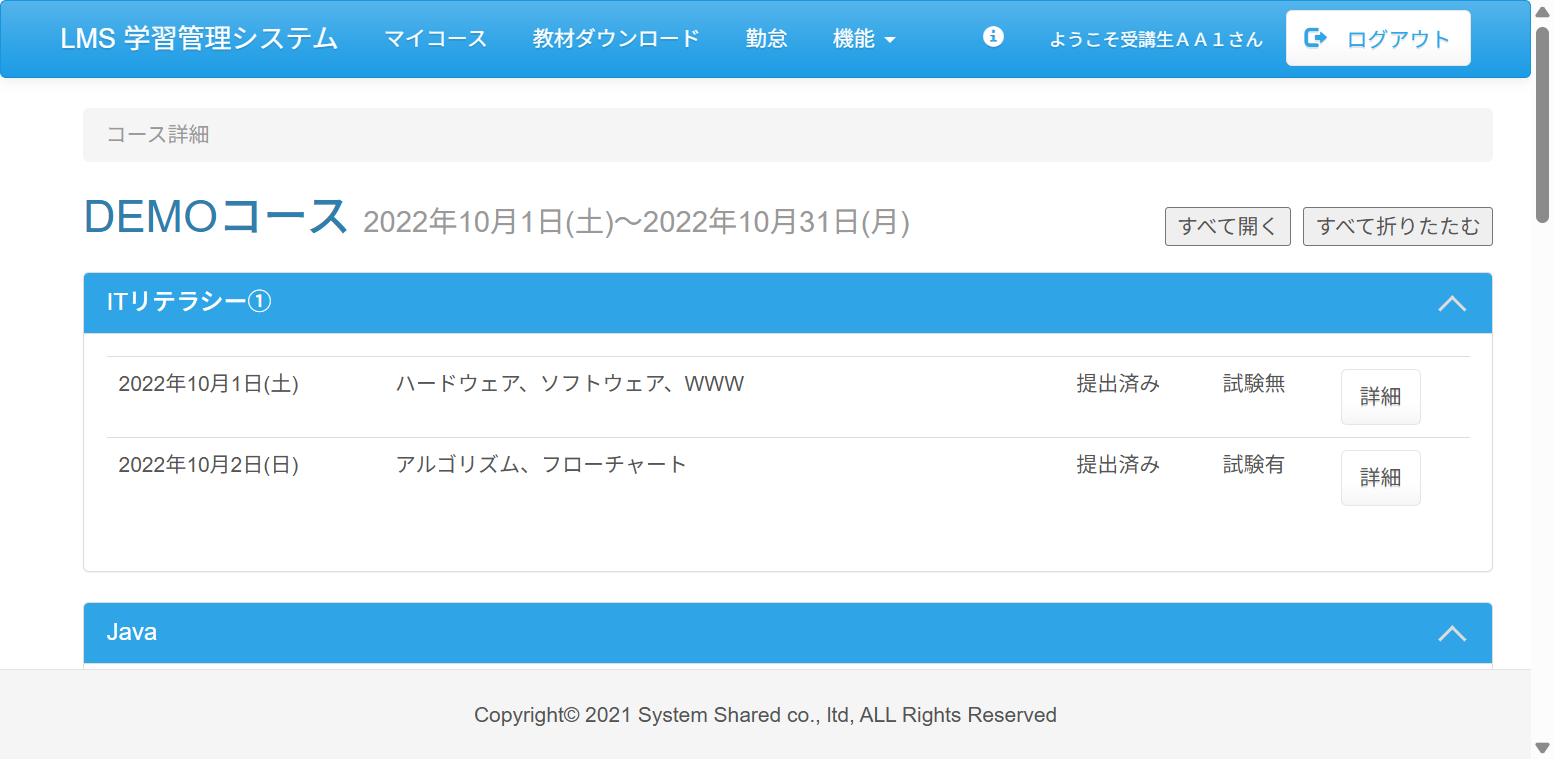 LMS 学習管理システム マイコース 教材ダウンロード 勤怠 機能 ようこそ受講生ＡＡ１さん ログアウト
コース詳細
DEMOコース 2022年10月1日(土)～2022年10月31日(月) すべて開く すべて折りたたむ
ITリテラシー①
2022年10月1日(土) ハードウェア、ソフトウェア、WWW 提出済み 試験無 詳細
2022年10月2日(日) アルゴリズム、フローチャート 提出済み 試験有 詳細
Java
Copyright© 2021 System Shared co., ltd, ALL Rights Reserved